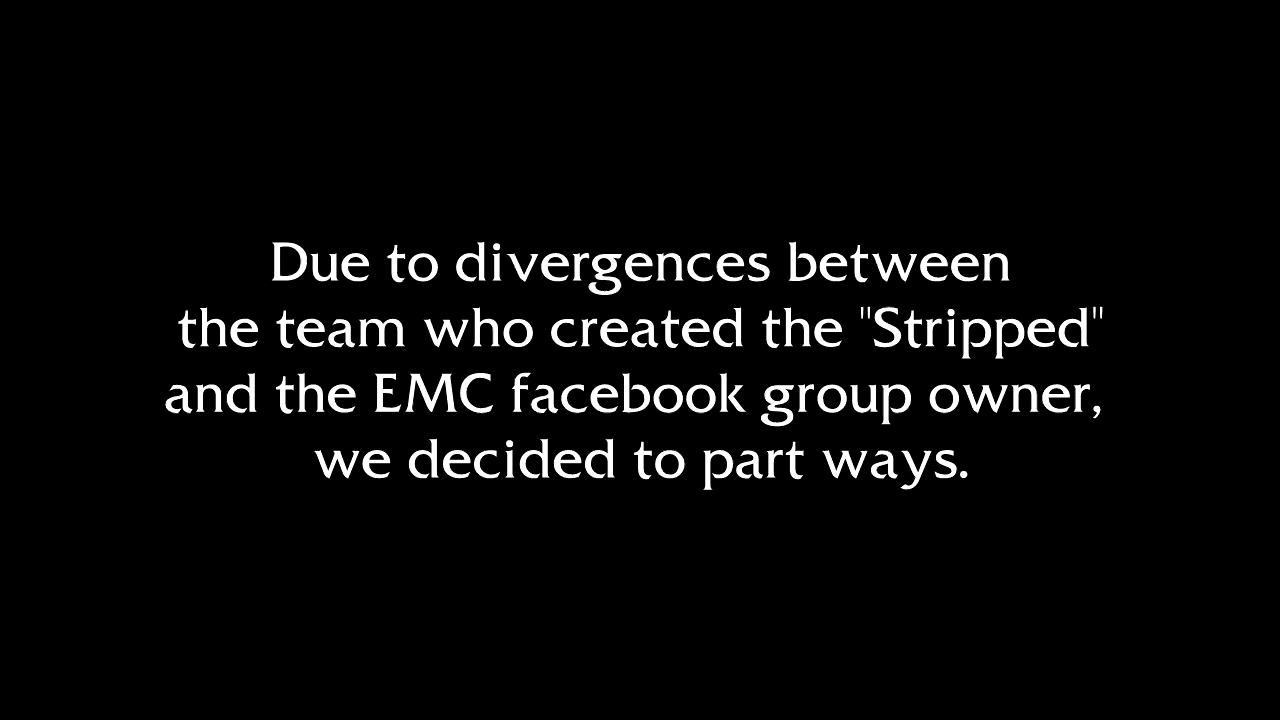 Due to divergences between
the team who created the "Stripped"
and the EMC facebook group owner,
we decided to part ways.